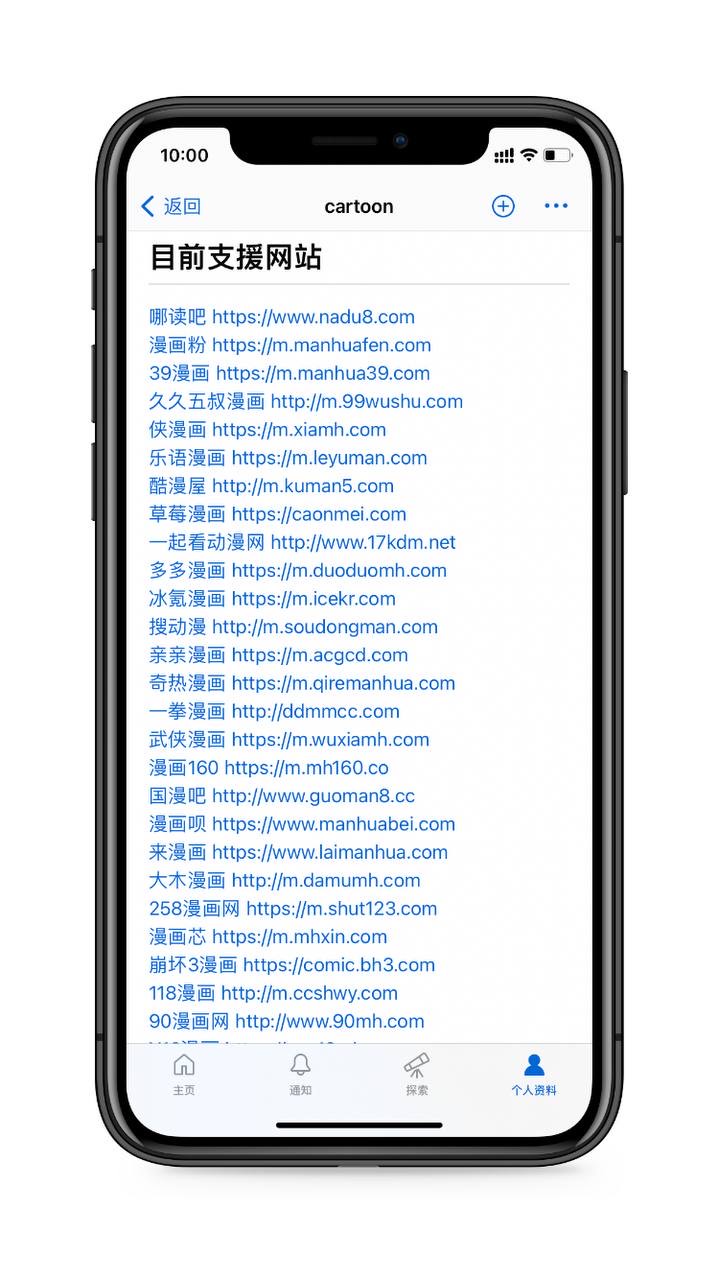 10:00
返回
cartoon
目前支援网站
哪读吧 https://www.nadu8.com
漫画粉 https://m.manhuafen.com
39漫画 https://m.manhua39.com
久久五叔漫画 http://m.99wushu.com
侠漫画 https://m.xiamh.com
乐语漫画 https://m.leyuman.com
酷漫屋 http://m.kuman5.com
草莓漫画 https://caonmei.com
一起看动漫网 http://www.17kdm.net
多多漫画 https://m.duoduomh.com
冰氪漫画 https://m.icekr.com
搜动漫 http://m.soudongman.com
亲亲漫画 https://m.acgcd.com
奇热漫画 https://m.qiremanhua.com
一拳漫画 http://ddmmcc.com
武侠漫画 https://m.wuxiamh.com
漫画160 https://m.mh160.co
国漫吧 http://www.guoman8.cc
漫画呗 https://www.manhuabei.com
来漫画 https://www.laimanhua.com
大木漫画 http://m.damumh.com
258漫画网 https://m.shut123.com
漫画芯 https://m.mhxin.com
崩坏3漫画 https://comic.bh3.com
118漫画 http://m.ccshwy.com
90漫画网 http://www.90mh.com
主页
通知
探索
个人资料